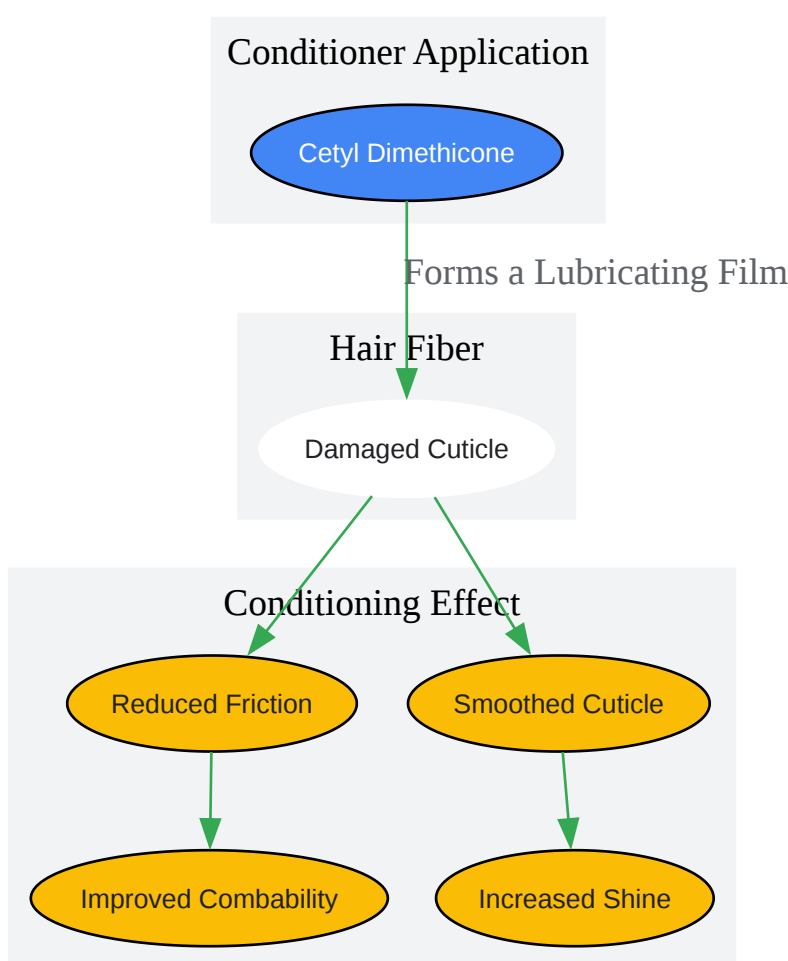 Conditioner Application
Cetyl Dimethicone
Forms a Lubricating Film
Hair Fiber
Damaged Cuticle
Conditioning Effect
Reduced Friction
Smoothed Cuticle
Improved Combability
Increased Shine